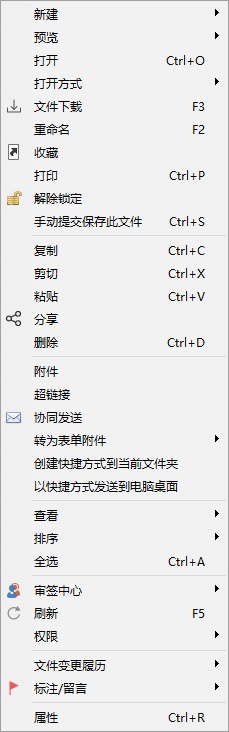 新建
预览
打开 Ctrl+O
打开方式
文件下载 F3
重命名 F2
收藏
打印 Ctrl+P
解除锁定
手动提交保存此文件 Ctrl+S
复制 Ctrl+C
剪切 Ctrl+X
粘贴 Ctrl+V
分享
删除 Ctrl+D
附件
超链接
协同发送
转为表单附件
创建快捷方式到当前文件夹
以快捷方式发送到电脑桌面
查看
排序
全选 Ctrl+A
审签中心
刷新 F5
权限
文件变更履历
标注/留言
属性 Ctrl+R